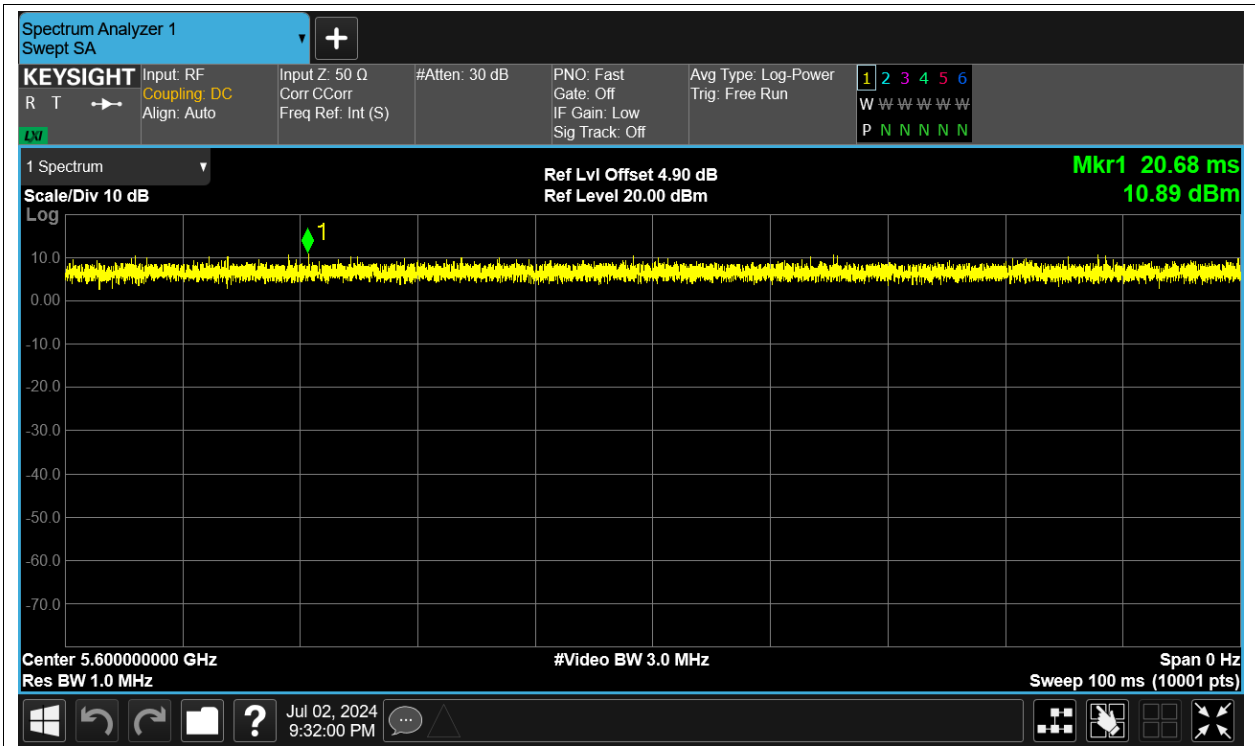 Spectrum Analyzer 1
Swept SA
+
KEYSIGHT
R T
LXI
Input: RF
Coupling: DC
Align: Auto
Input Z: 50 Ω
Corr CCorr
Freq Ref: Int (S)
#Atten: 30 dB
PNO: Fast
Gate: Off
IF Gain: Low
Sig Track: Off
Avg Type: Log-Power
Trig: Free Run
1 2 3 4 5 6
W W W W W W
P N N N N N
1 Spectrum
Scale/Div 10 dB
Log
Ref Lvl Offset 4.90 dB
Ref Level 20.00 dBm
Mkr1 20.68 ms
10.89 dBm
1
10.0
0.00
-10.0
-20.0
-30.0
-40.0
-50.0
-60.0
-70.0
Center 5.600000000 GHz
Res BW 1.0 MHz
#Video BW 3.0 MHz
Span 0 Hz
Sweep 100 ms (10001 pts)
?
Jul 02, 2024
9:32:00 PM